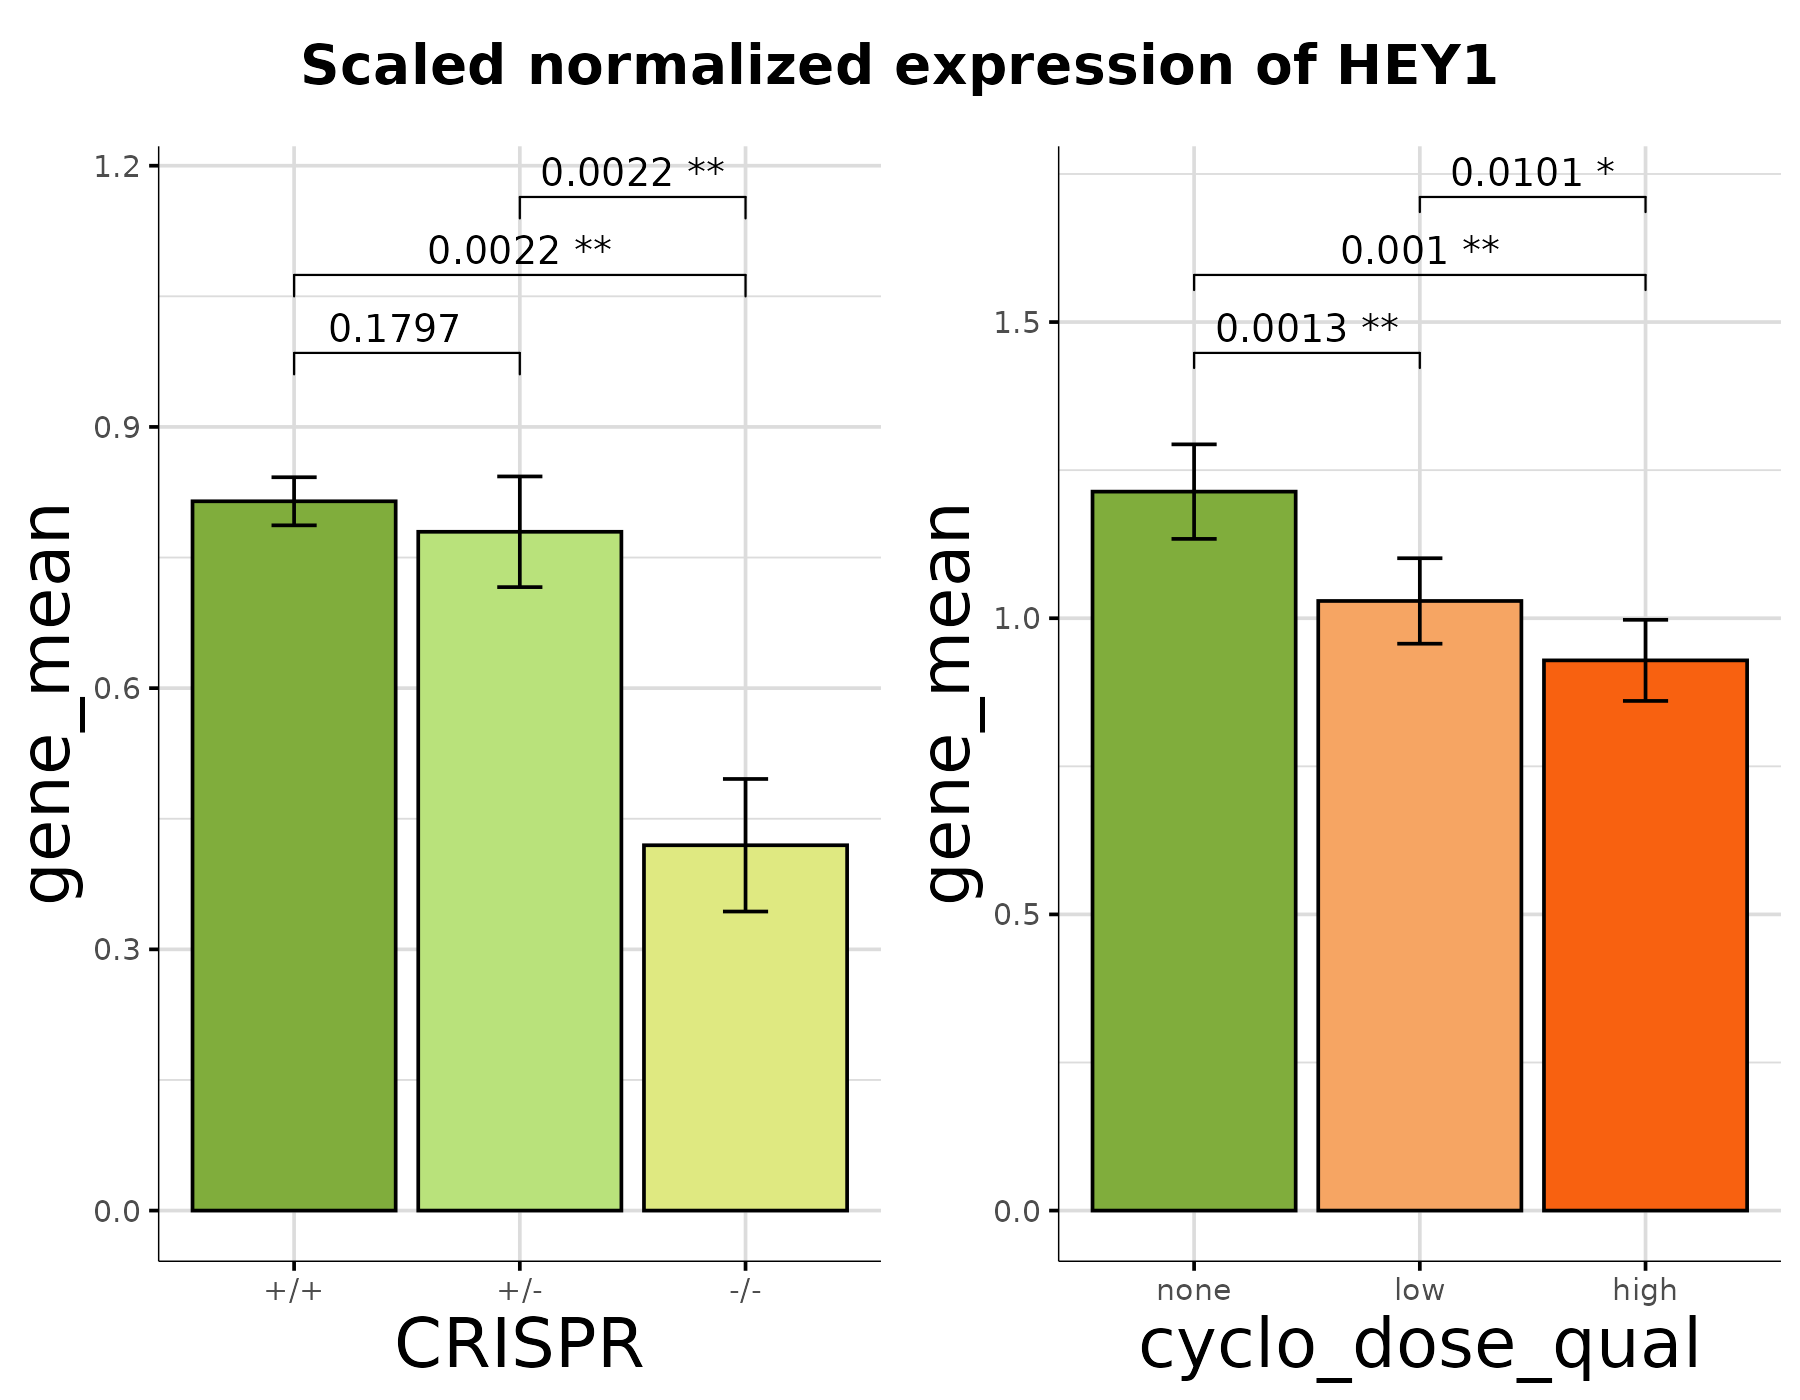 Scaled normalized expression of HEY1
gene_mean
1.2
0.9
0.6
0.3
0.0
0.0022 **
0.0022 **
0.1797
+/+ +/- -/-
CRISPR
gene_mean
1.5
1.0
0.5
0.0
0.0101 *
0.001 **
0.0013 **
none low high
cyclo_dose_qual